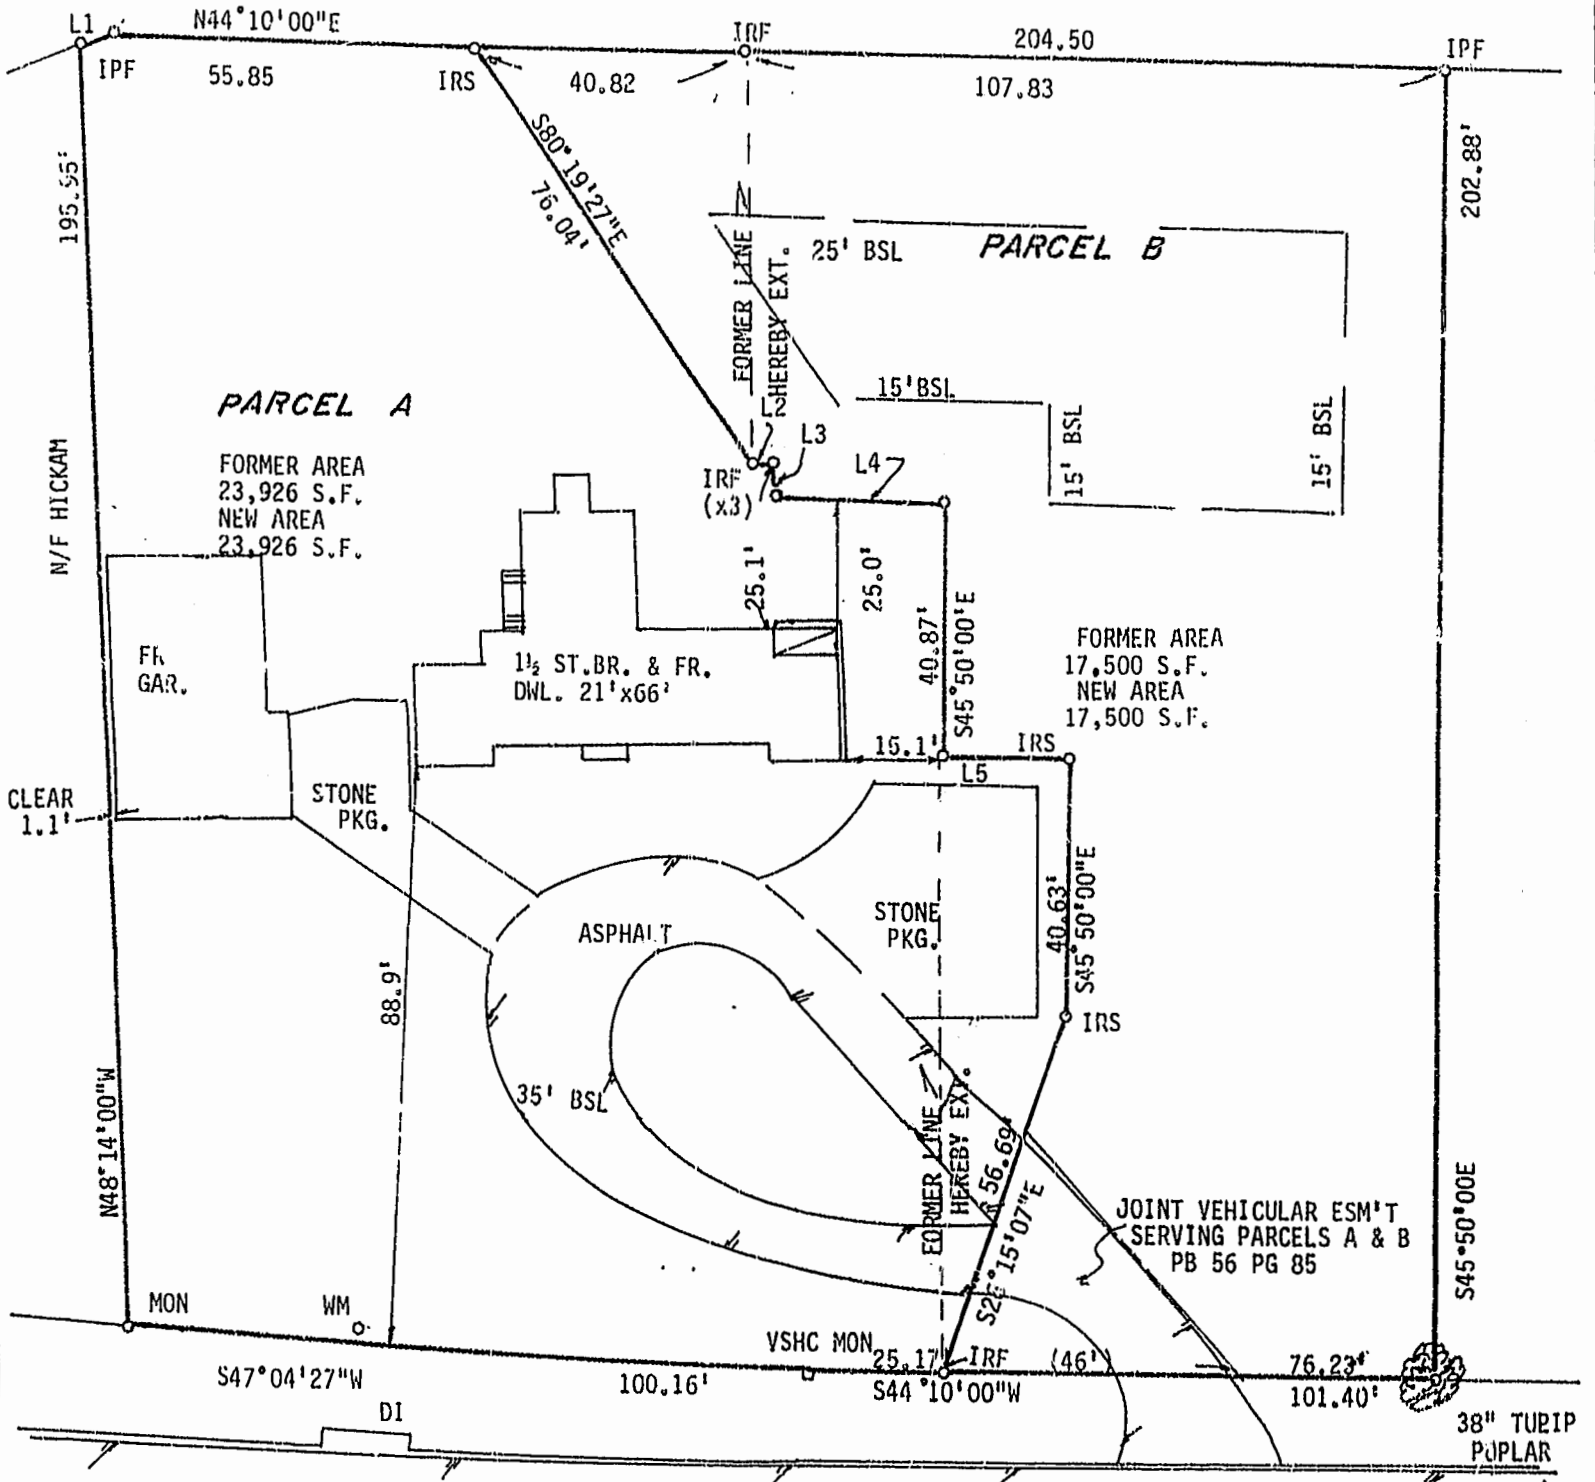 L1
N44°10'00"E
IRF
204.50
IPF
IPF
55.85
IRS
40.82
107.83
S80°19'27"E
76.04'
202.88'
FORMER LINE
HEREBY EXT.
25' BSL
PARCEL B
PARCEL A
15'BSL
15' BSL
15' BSL
L2
L3
L4
IRF
(x3)
N/F HICKAM
FORMER AREA
23,926 S.F.
NEW AREA
23,926 S.F.
25.1'
25.0'
40.87'
S45°50'00"E
FORMER AREA
17,500 S.F.
NEW AREA
17,500 S.F.
GAR.
1½ ST.BR. & FR.
DWL. 21'x66'
15.1'
IRS
L5
CLEAR
1.1'
STONE
PKG.
STONE
PKG.
ASPHALT
40.63'
S45°50'00"E
IRS
88.9'
35' BSL
FORMER LINE
HEREBY EXT.
56.69'
N48°14'00"W
JOINT VEHICULAR ESM'T
SERVING PARCELS A & B
PB 56 PG 85
S45°50'00E
MON
WM
VSHC MON
25.17
IRF
(46')
76.23'
S47°04'27"W
100.16'
S44°10'00"W
101.40'
DI
38" TULIP
POPLAR